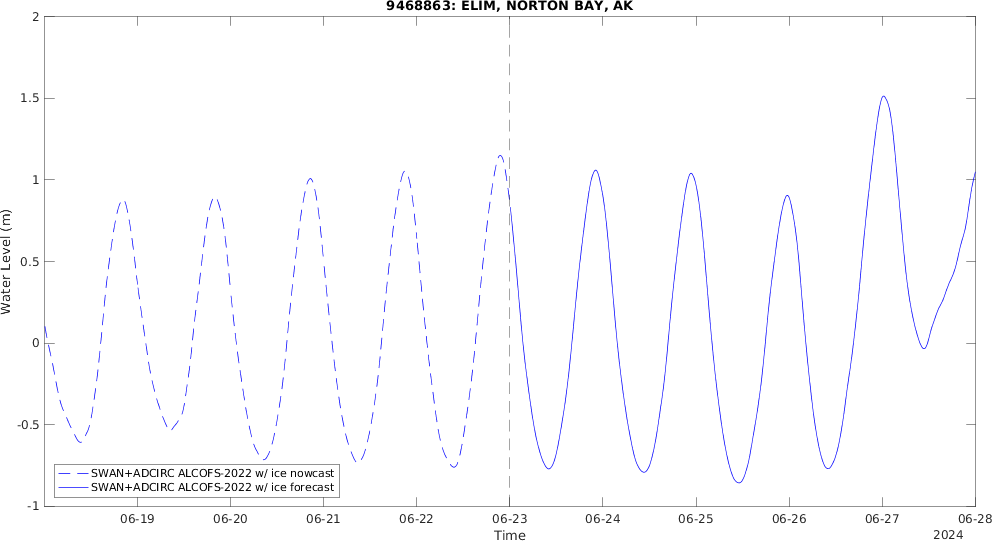 9468863: ELIM, NORTON BAY, AK
2
1.5
1
0.5
0
-0.5
-1
Water Level (m)
SWAN+ADCIRC ALCOFS-2022 w/ ice nowcast
SWAN+ADCIRC ALCOFS-2022 w/ ice forecast
06-19 06-20 06-21 06-22 06-23 06-24 06-25 06-26 06-27 06-28
Time
2024